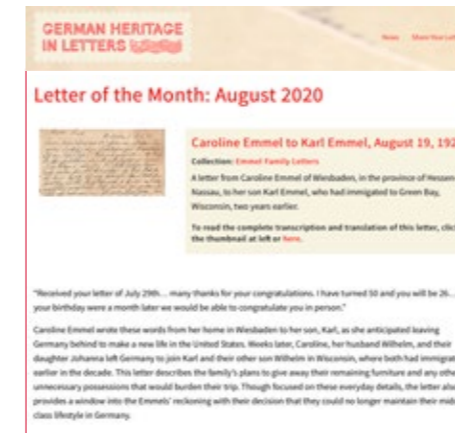 GERMAN HERITAGE
IN LETTERS
News
Letter of the Month: August 2020
Caroline Emmel to Karl Emmel, August 19, 192
Collection: Emmel Family Letters
A letter from Caroline Emmel of Wiesbaden, in the province of Hessen
Nassau, to her son Karl Emmel, who had immigrated to Green Bay,
Wisconsin, two years earlier.
To read the complete transcription and translation of this letter, clic
the thumbnail at left or here.
"Received your letter of July 29th... many thanks for your congratulations. I have turned 50 and you will be 26...
your birthday were a month later we would be able to congratulate you in person."
Caroline Emmel wrote these words from her home in Wiesbaden to her son, Karl, as she anticipated leaving
Germany behind to make a new life in the United States. Weeks later, Caroline, her husband Wilhelm, and their
daughter Johanna left Germany to join Karl and their other son Wilhelm in Wisconsin, where both had immigrat
earlier in the decade. This letter describes the family's plans to give away their remaining furniture and any othe
unnecessary possessions that would burden their trip. Though focused on these everyday details, the letter also
provides a window into the Emmels' reckoning with their decision that they could no longer maintain their mid
class lifestyle in Germany.